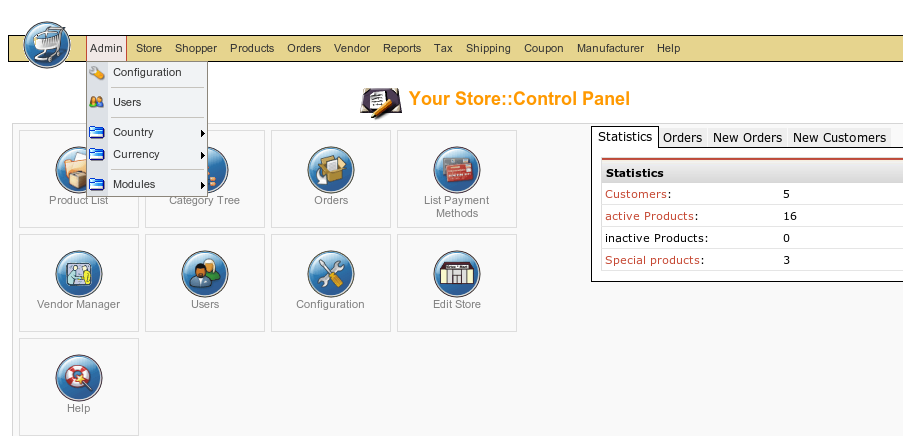 Admin Store Shopper Products Orders Vendor Reports Tax Shipping Coupon Manufacturer Help
Configuration
Users
Country
Currency
Modules
Your Store::Control Panel
Product List
Category Tree
Orders
List Payment
Methods
Vendor Manager
Users
Configuration
Edit Store
Help
Statistics Orders New Orders New Customers
Statistics
Customers: 5
active Products: 16
inactive Products: 0
Special products: 3